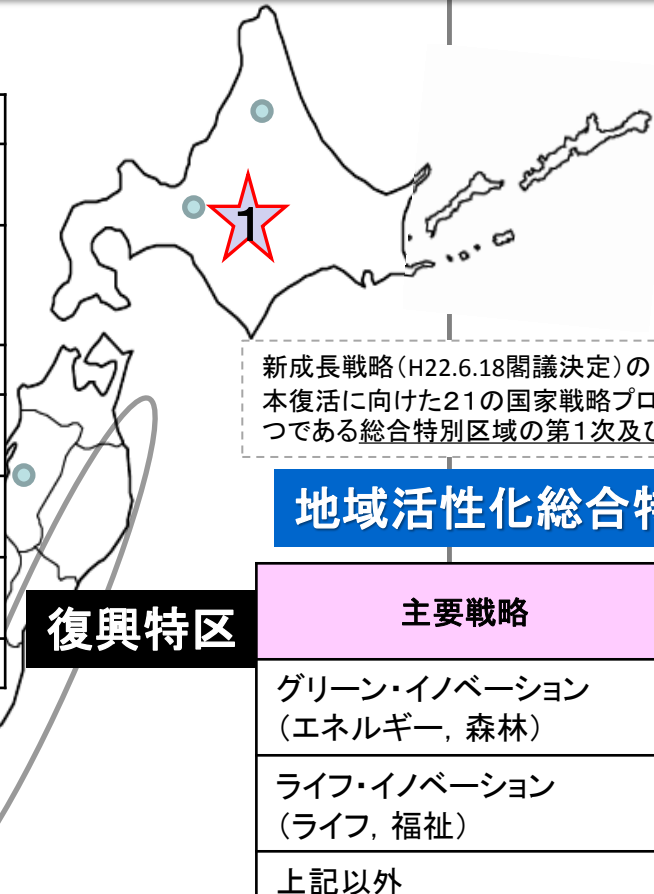 1
新成長戦略（H22.6.18閣議決定）の
本復活に向けた２１の国家戦略プロ
つである総合特別区域の第１次及び
地域活性化総合特
復興特区
主要戦略
グリーン・イノベーション
（エネルギー, 森林）
ライフ・イノベーション
（ライフ, 福祉）
上記以外